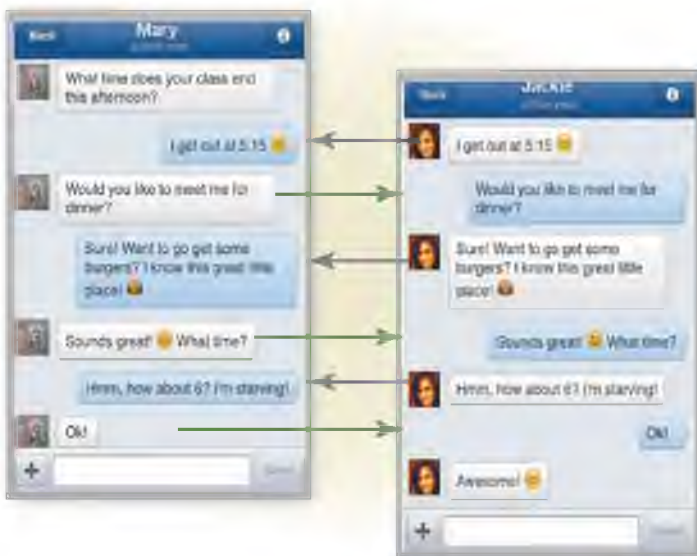 Back
Mary
What time does your class end
this afternoon?
I get out at 5:15
Would you like to meet me for
dinner?
Sure! Want to go get some
burgers? I know this great little
place!
Sounds great! What time?
Hmm, how about 6? I'm starving!
Ok!
Jackie
I get out at 5:15
Would you like to meet me for
dinner?
Sure! Want to go get some
burgers? I know this great little
place!
Sounds great! What time?
Hmm, how about 6? I'm starving!
Ok!
Awesome!